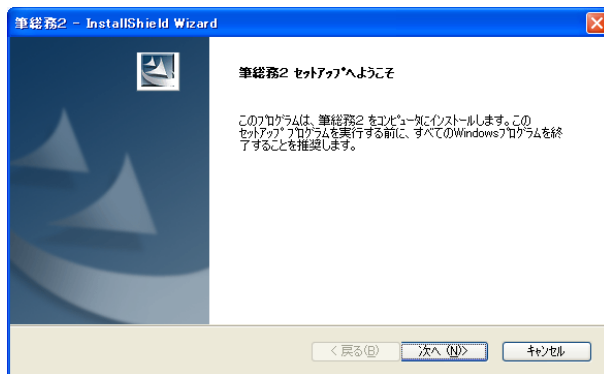 筆総務2 - InstallShield Wizard
筆総務2 ｾｯﾄｱｯﾌﾟへようこそ
このﾌﾟﾛｸﾞﾗﾑは、筆総務2 をｺﾝﾋﾟｭｰﾀにｲﾝｽﾄｰﾙします。この
ｾｯﾄｱｯﾌﾟ ﾌﾟﾛｸﾞﾗﾑを実行する前に、すべてのWindowsﾌﾟﾛｸﾞﾗﾑを終
了することを推奨します。
< 戻る(B) 次へ (N)> ｷｬﾝｾﾙ